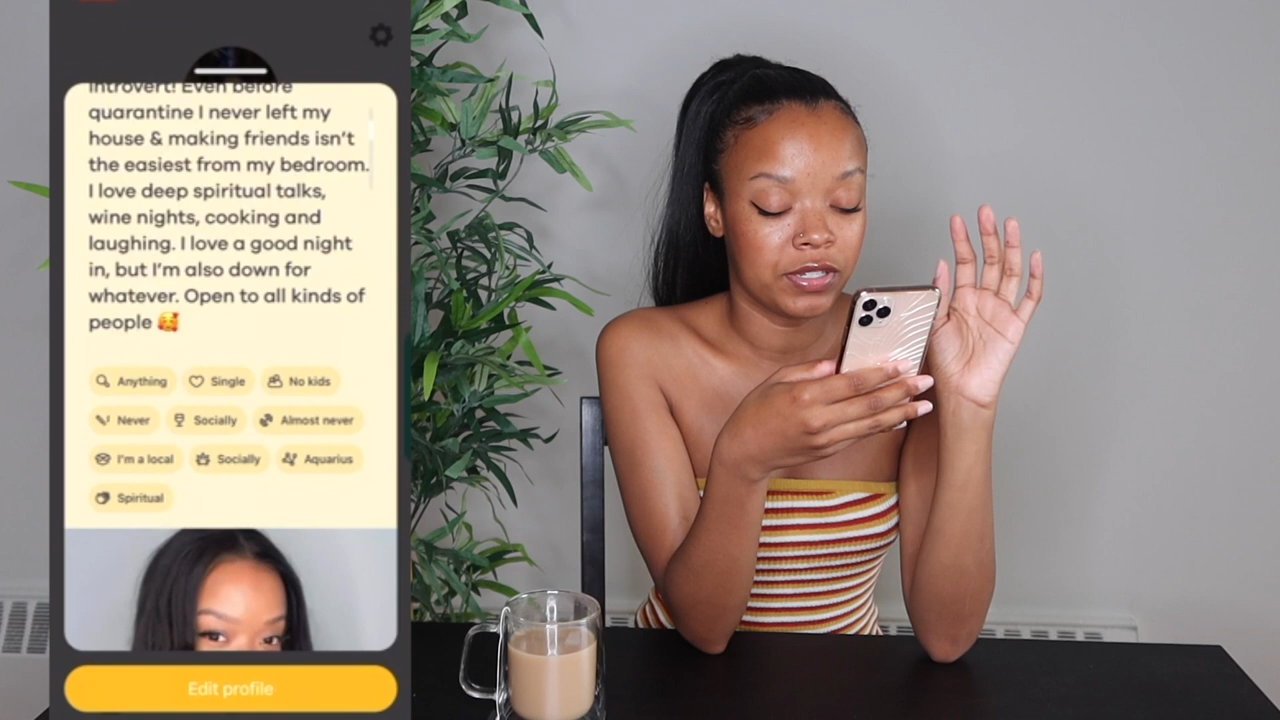 introvert! Even before
quarantine I never left my
house & making friends isn't
the easiest from my bedroom.
I love deep spiritual talks,
wine nights, cooking and
laughing. I love a good night
in, but I'm also down for
whatever. Open to all kinds of
people 🥰
Anything Single No kids
Never Socially Almost never
I'm a local Socially Aquarius
Spiritual
Edit profile